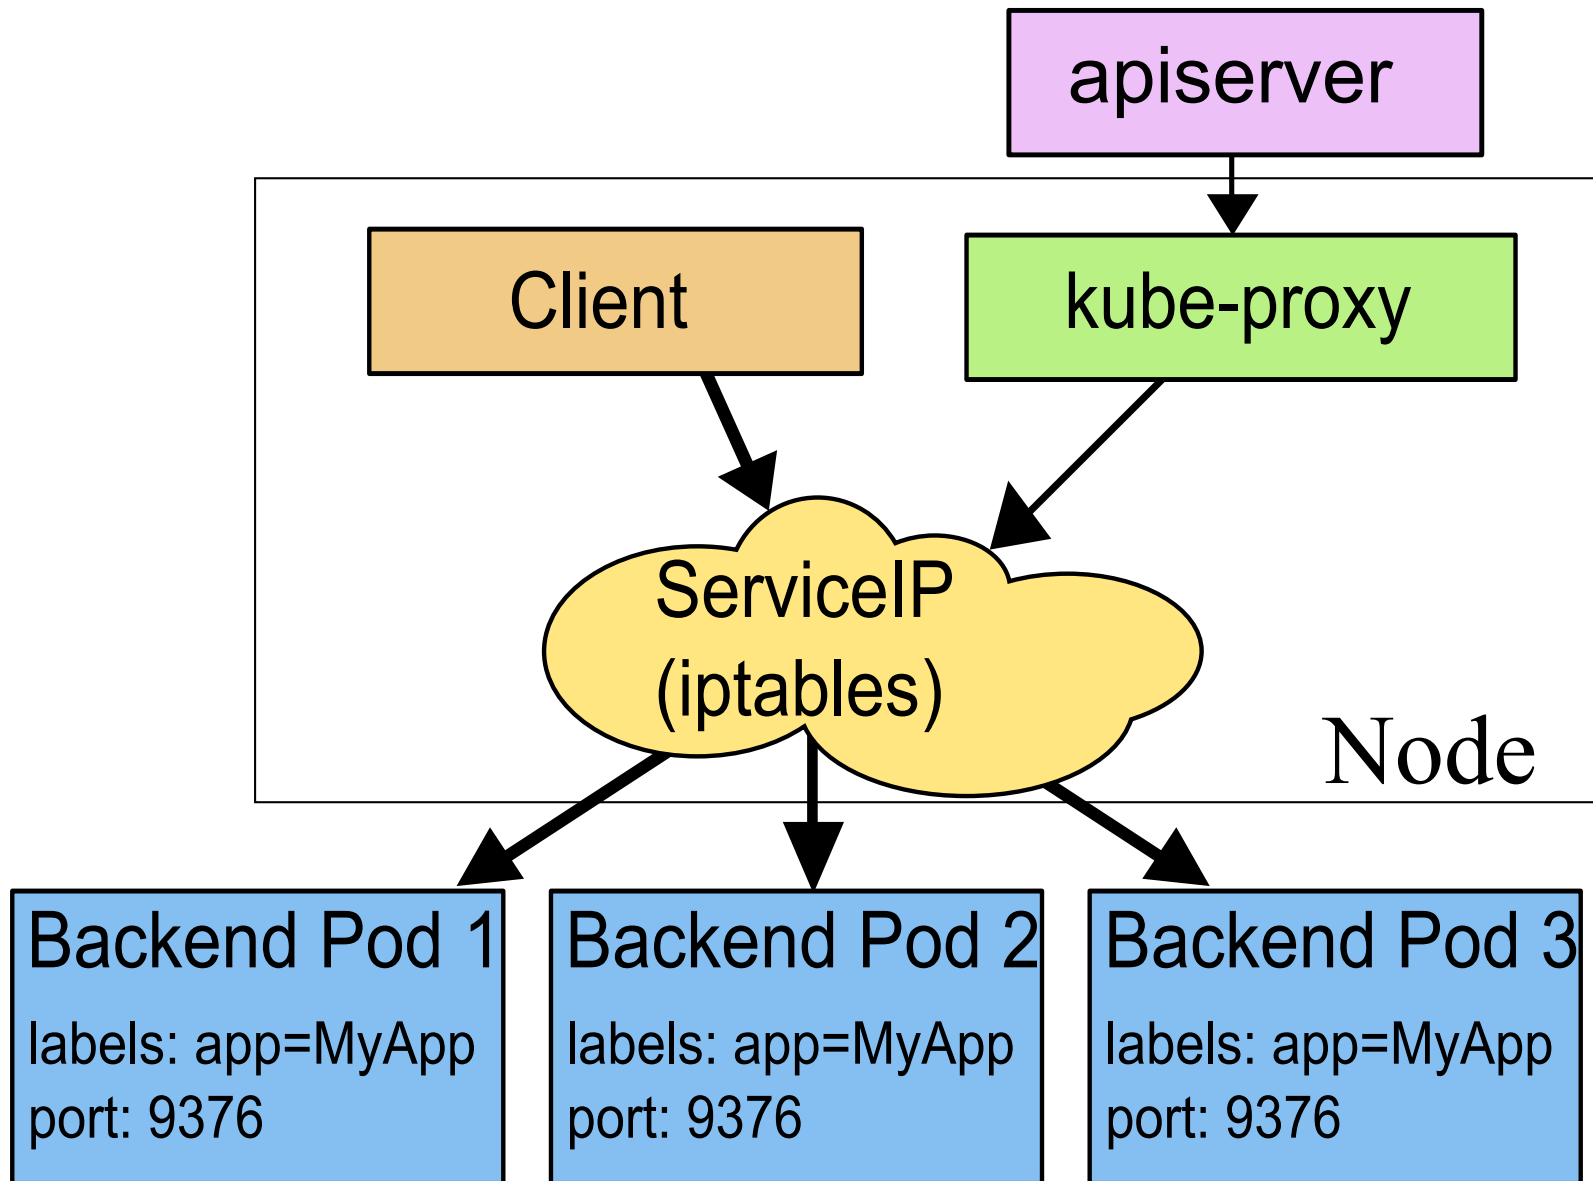 apiserver
Client
kube-proxy
ServiceIP
(iptables)
Node
Backend Pod 1
labels: app=MyApp
port: 9376
Backend Pod 2
labels: app=MyApp
port: 9376
Backend Pod 3
labels: app=MyApp
port: 9376